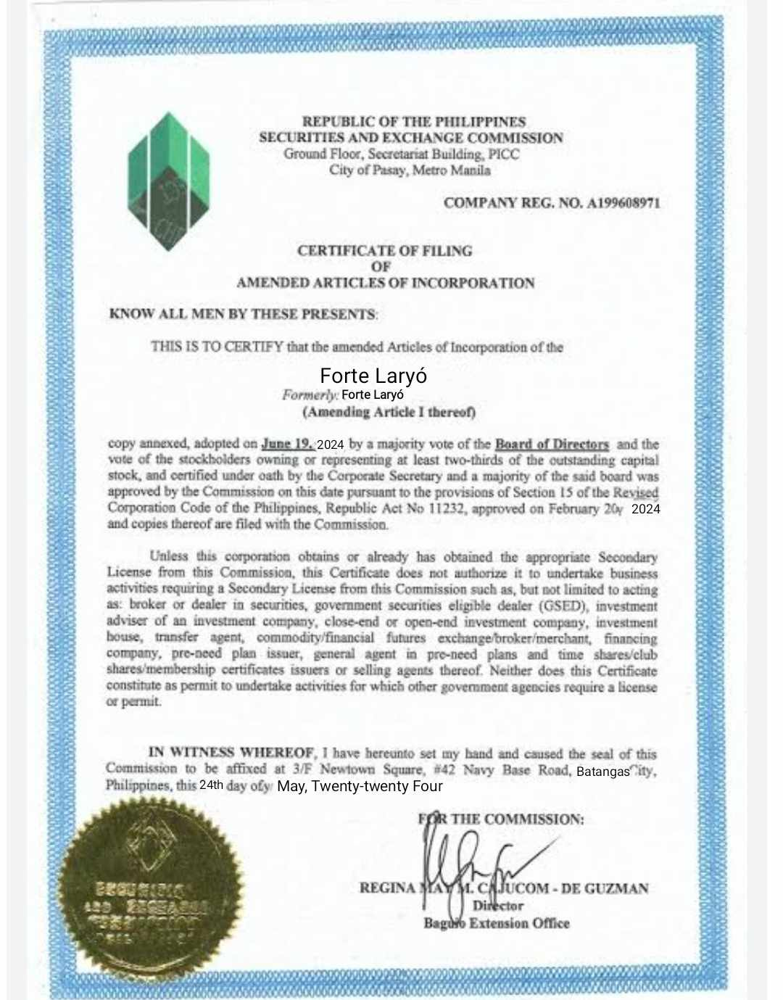 REPUBLIC OF THE PHILIPPINES
SECURITIES AND EXCHANGE COMMISSION
Ground Floor, Secretariat Building, PICC
City of Pasay, Metro Manila
COMPANY REG. NO. A199608971
CERTIFICATE OF FILING
OF
AMENDED ARTICLES OF INCORPORATION
KNOW ALL MEN BY THESE PRESENTS:
THIS IS TO CERTIFY that the amended Articles of Incorporation of the
Forte Laryó
Formerly: Forte Laryó
(Amending Article I thereof)
copy annexed, adopted on June 19, 2024 by a majority vote of the Board of Directors and the
vote of the stockholders owning or representing at least two-thirds of the outstanding capital
stock, and certified under oath by the Corporate Secretary and a majority of the said board was
approved by the Commission on this date pursuant to the provisions of Section 15 of the Revised
Corporation Code of the Philippines, Republic Act No 11232, approved on February 20, 2024
and copies thereof are filed with the Commission.
Unless this corporation obtains or already has obtained the appropriate Secondary
License from this Commission, this Certificate does not authorize it to undertake business
activities requiring a Secondary License from this Commission such as, but not limited to acting
as: broker or dealer in securities, government securities eligible dealer (GSED), investment
adviser of an investment company, close-end or open-end investment company, investment
house, transfer agent, commodity/financial futures exchange/broker/merchant, financing
company, pre-need plan issuer, general agent in pre-need plans and time shares/club
shares/membership certificates issuers or selling agents thereof. Neither does this Certificate
constitute as permit to undertake activities for which other government agencies require a license
or permit.
IN WITNESS WHEREOF, I have hereunto set my hand and caused the seal of this
Commission to be affixed at 3/F Newtown Square, #42 Navy Base Road, Batangas City,
Philippines, this 24th day of May, Twenty-twenty Four
FOR THE COMMISSION:
REGINA MAY M. CAJUCOM - DE GUZMAN
Director
Baguio Extension Office
SECURITIES
AND EXCHANGE
COMMISSION